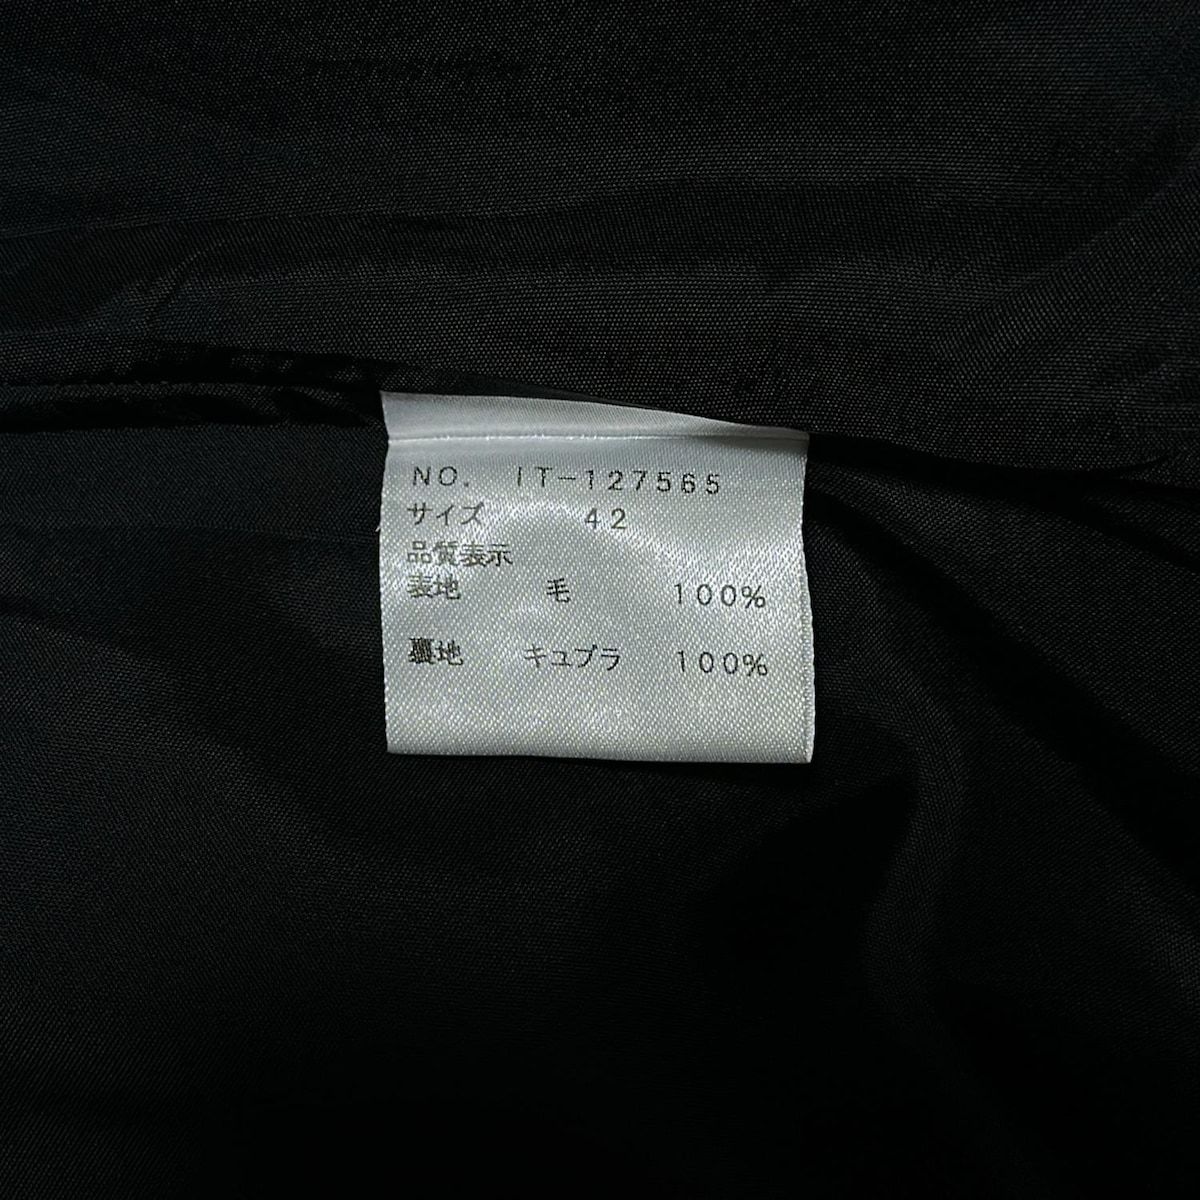 NO. IT-127565
サイズ 42
品質表示
表地 毛 100%
裏地 キュプラ 100%